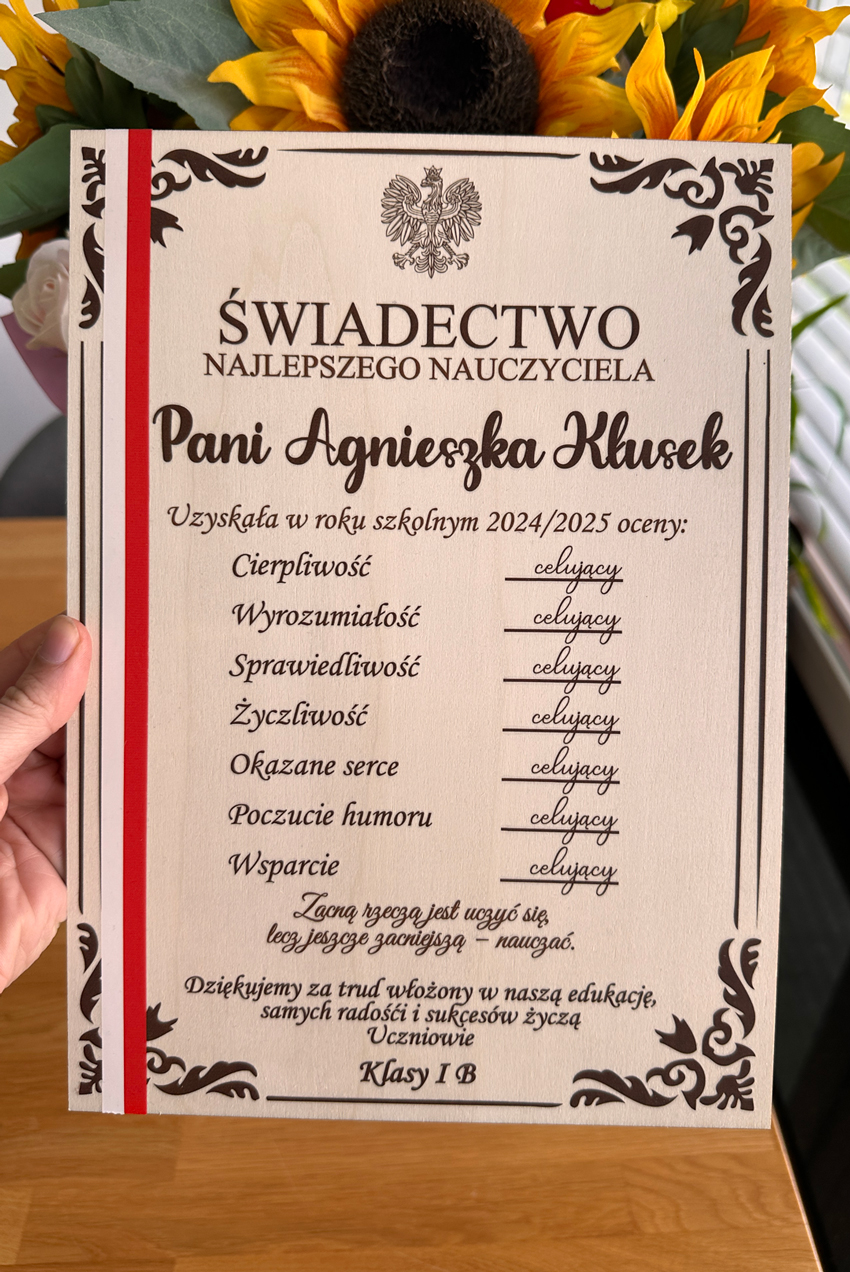 ŚWIADECTWO
NAJLEPSZEGO NAUCZYCIELA
Pani Agnieszka Kłusek
Uzyskała w roku szkolnym 2024/2025 oceny:
Cierpliwość celujący
Wyrozumiałość celujący
Sprawiedliwość celujący
Życzliwość celujący
Okazane serce celujący
Poczucie humoru celujący
Wsparcie celujący
Zacną rzeczą jest uczyć się,
lecz jeszcze zacniejszą – nauczać.
Dziękujemy za trud włożony w naszą edukację,
samych radośći i sukcesów życzą
Uczniowie
Klasy I B